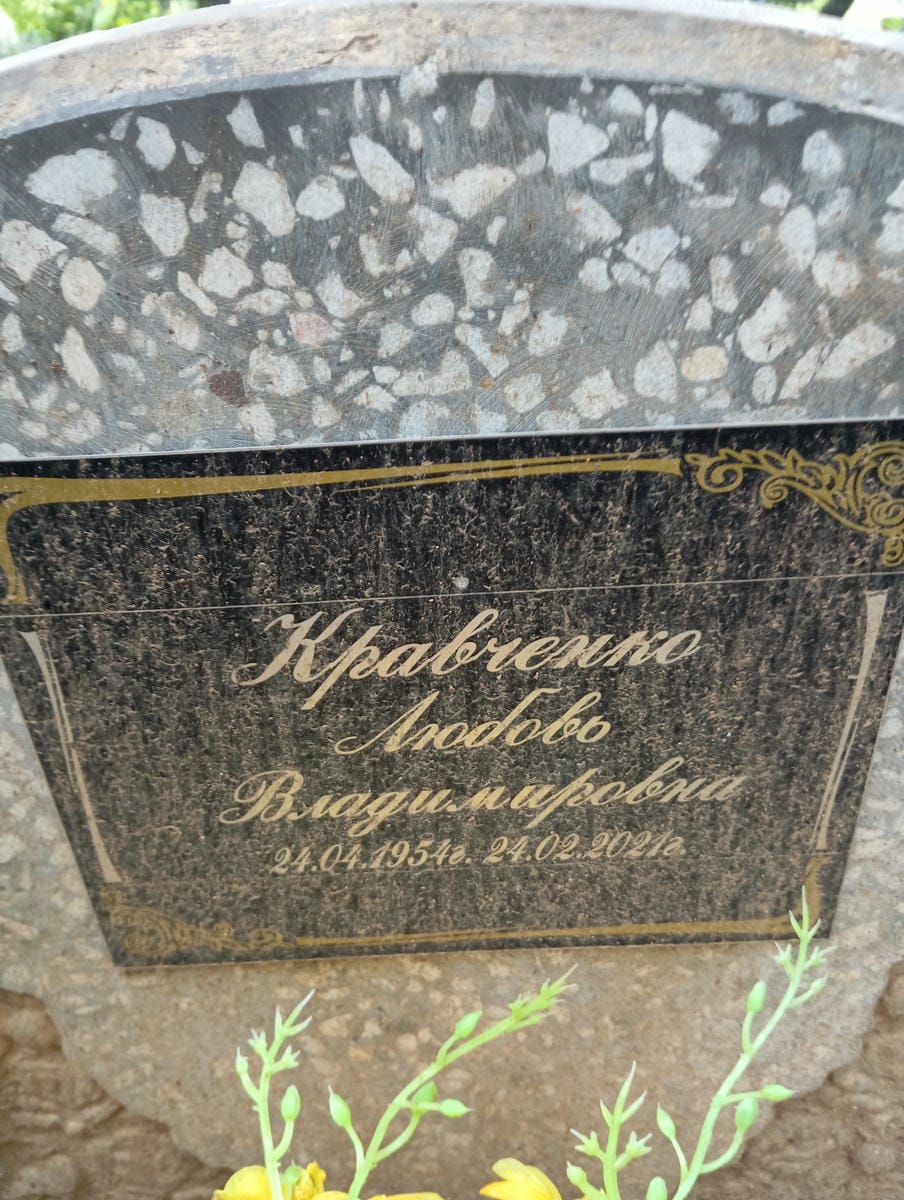 Кравченко
Любовь
Владимировна
24.04.1954г. 24.02.2021г.